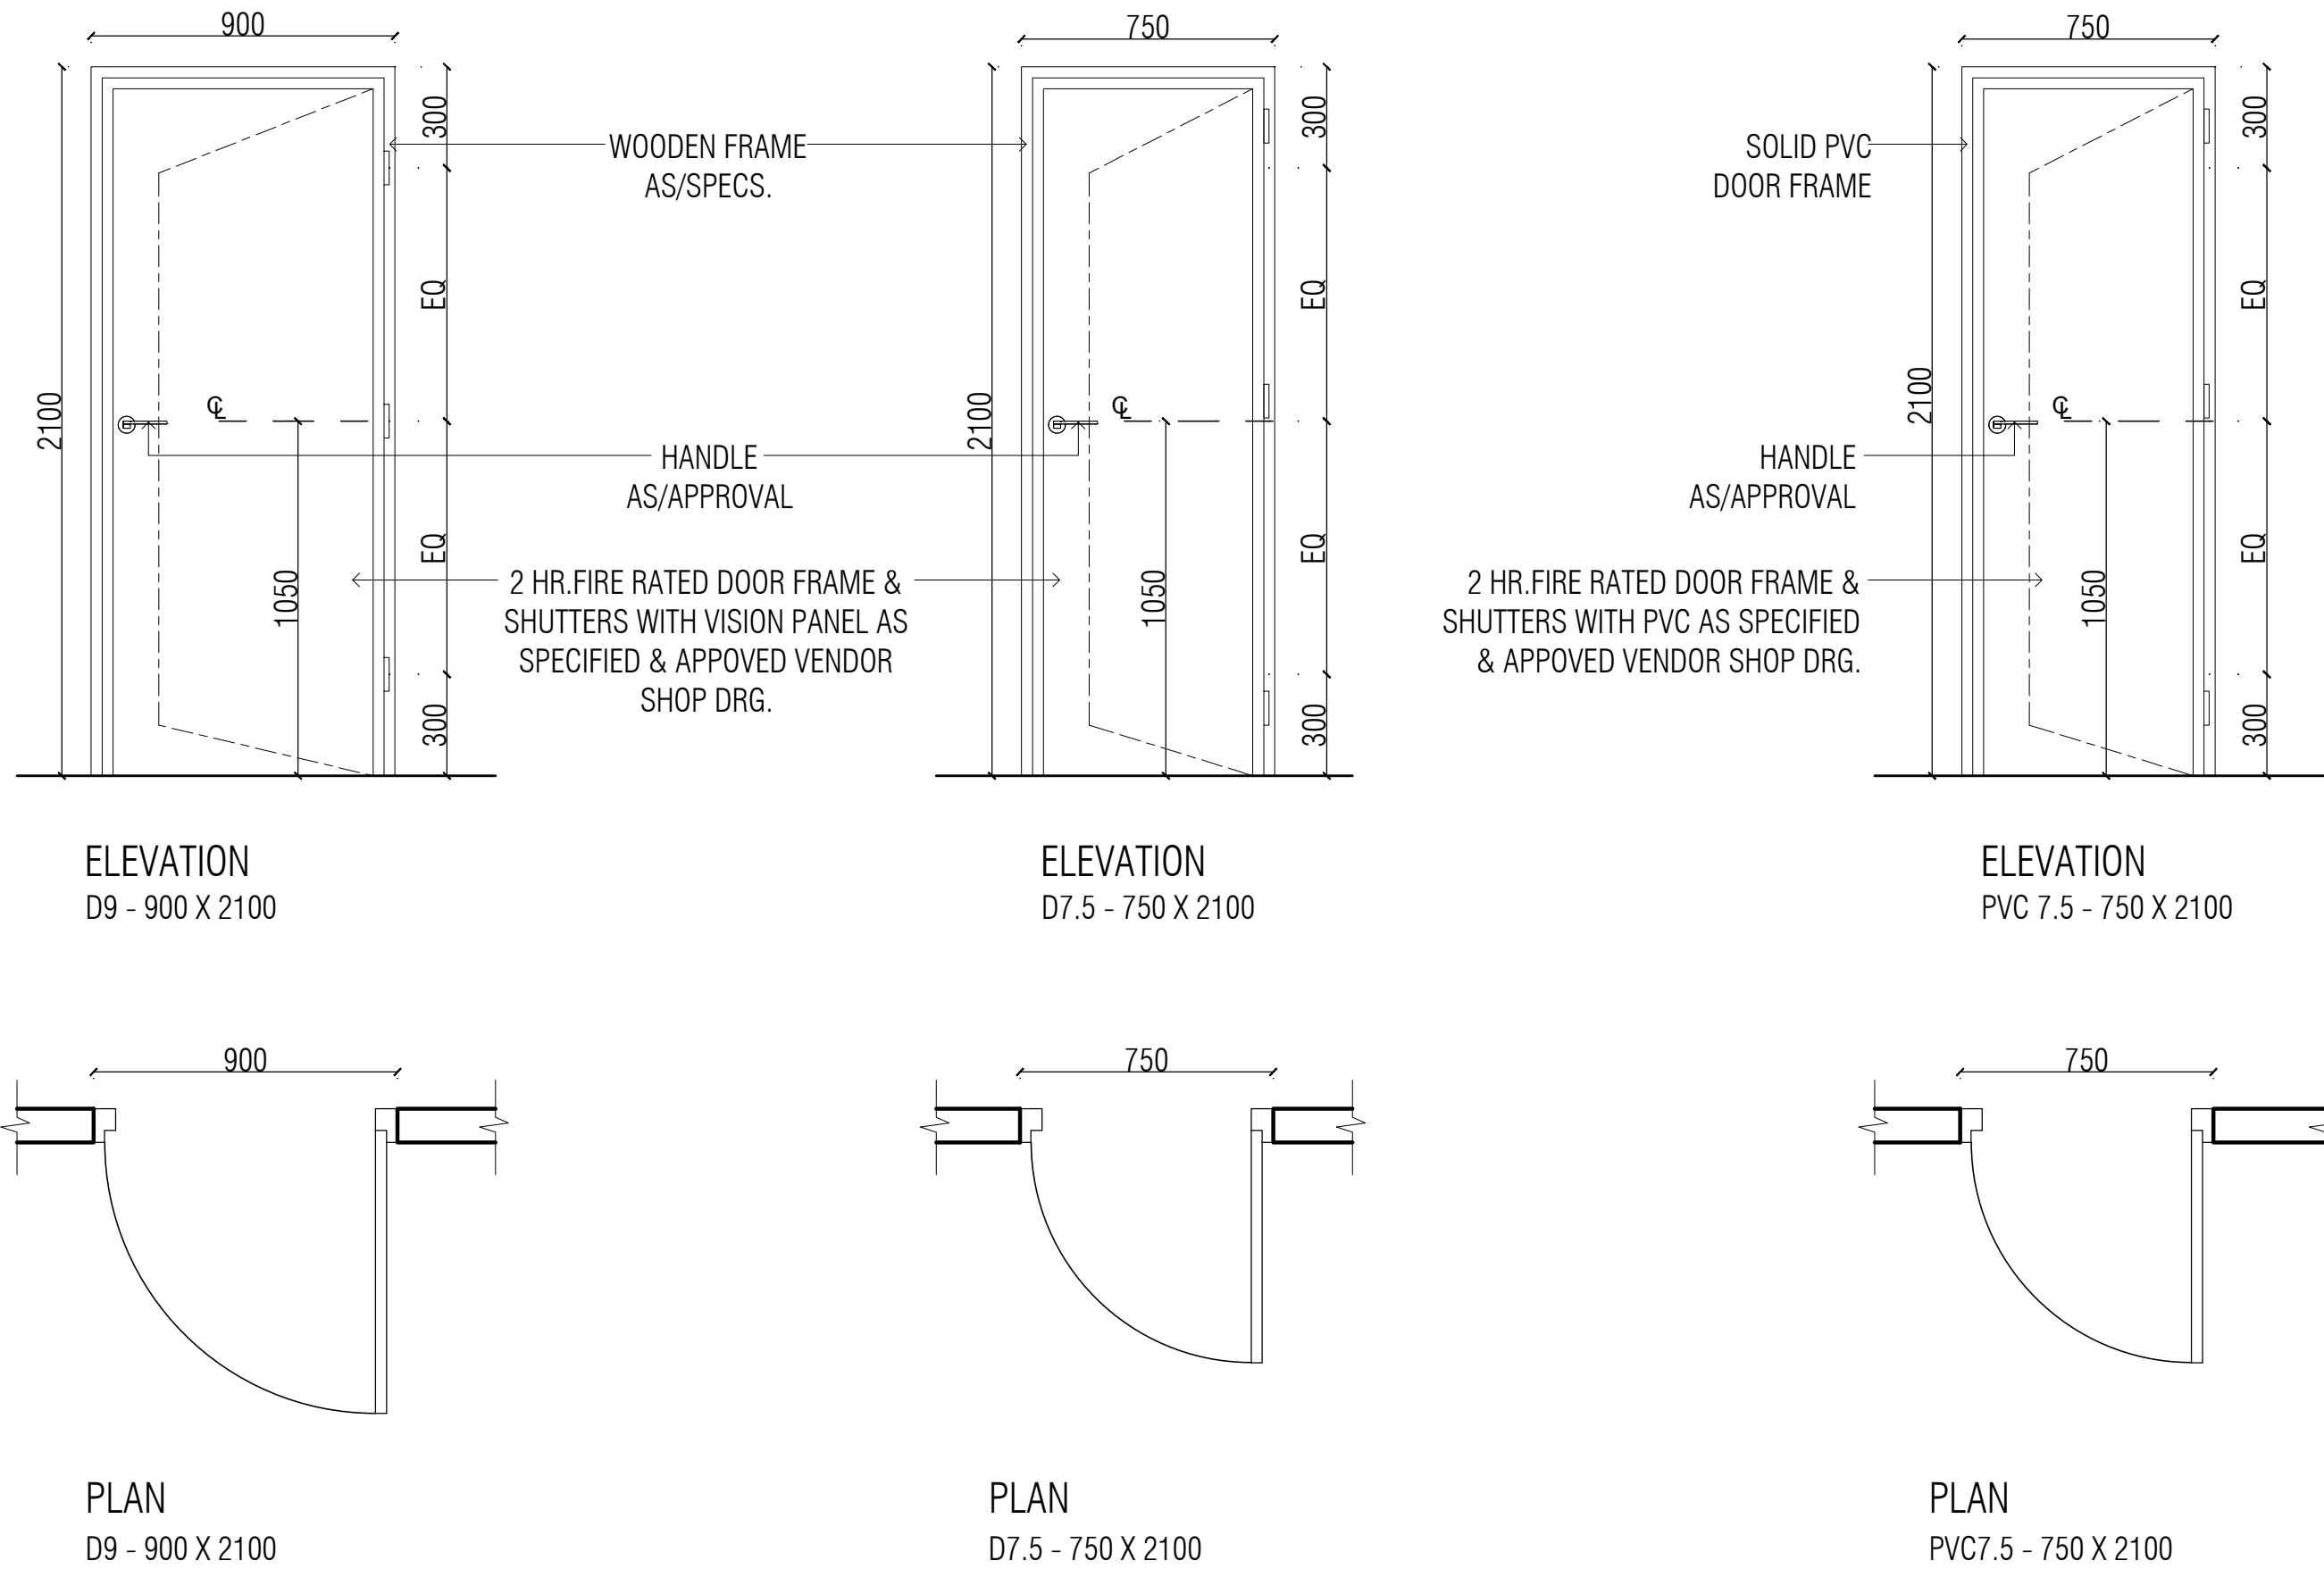 900
750
750
300
300
300
WOODEN FRAME
AS/SPECS.
SOLID PVC
DOOR FRAME
EQ
EQ
EQ
2100
2100
2100
℄
℄
℄
HANDLE
AS/APPROVAL
HANDLE
AS/APPROVAL
EQ
EQ
EQ
1050
1050
1050
2 HR.FIRE RATED DOOR FRAME &
SHUTTERS WITH VISION PANEL AS
SPECIFIED & APPOVED VENDOR
SHOP DRG.
2 HR.FIRE RATED DOOR FRAME &
SHUTTERS WITH PVC AS SPECIFIED
& APPOVED VENDOR SHOP DRG.
300
300
300
ELEVATION
D9 - 900 X 2100
ELEVATION
D7.5 - 750 X 2100
ELEVATION
PVC 7.5 - 750 X 2100
900
750
750
PLAN
D9 - 900 X 2100
PLAN
D7.5 - 750 X 2100
PLAN
PVC7.5 - 750 X 2100